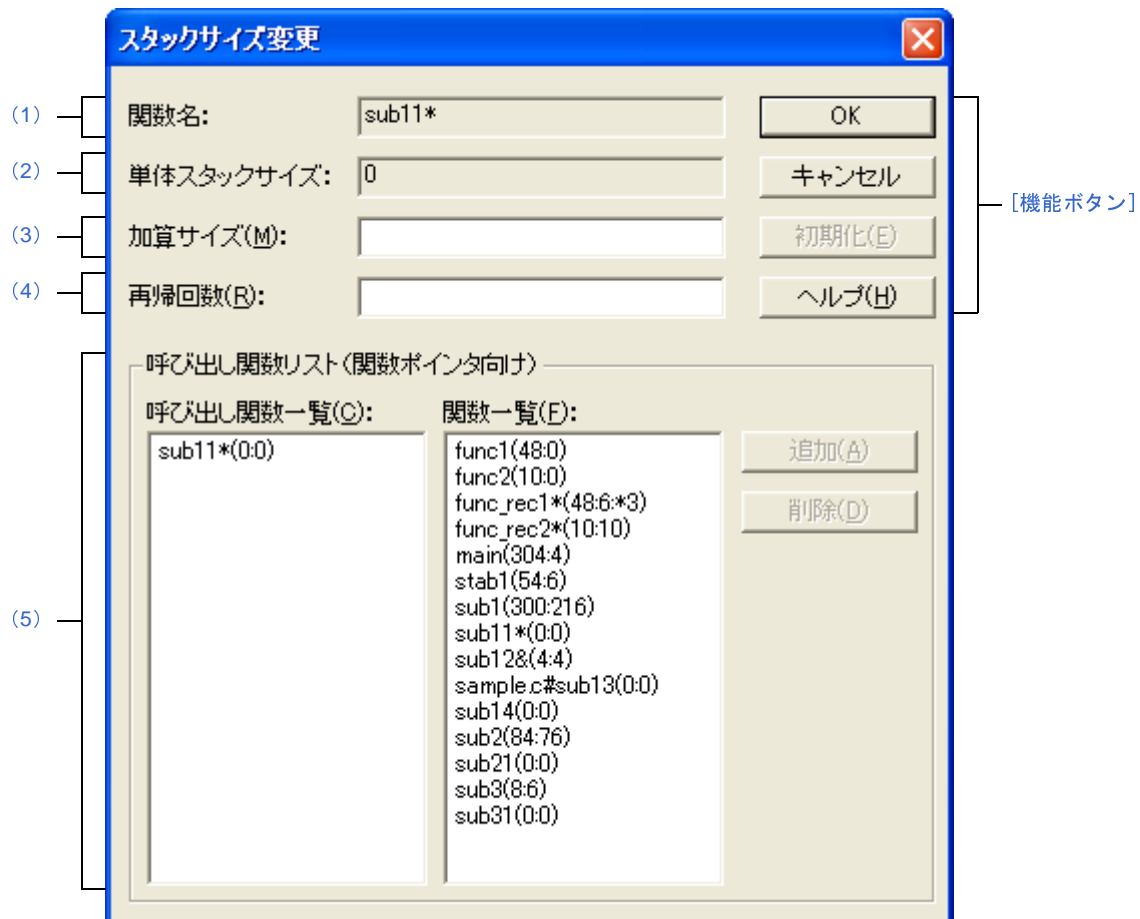 スタックサイズ変更
(1)
関数名:
sub11*
OK
(2)
単体スタックサイズ:
0
キャンセル
[機能ボタン]
(3)
加算サイズ(M):
初期化(E)
(4)
再帰回数(R):
ヘルプ(H)
(5)
呼び出し関数リスト(関数ポインタ向け)
呼び出し関数一覧(C):
sub11*(0:0)
関数一覧(F):
func1(48:0)
func2(10:0)
func_rec1*(48:6:*3)
func_rec2*(10:10)
main(304:4)
stab1(54:6)
sub1(300:216)
sub11*(0:0)
sub12&(4:4)
sample.c#sub13(0:0)
sub14(0:0)
sub2(84:76)
sub21(0:0)
sub3(8:6)
sub31(0:0)
追加(A)
削除(D)